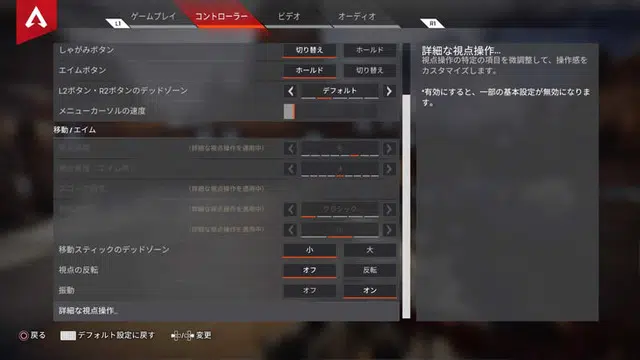 ゲームプレイ
コントローラー
ビデオ
オーディオ
L1
R1
しゃがみボタン
切り替え
ホールド
エイムボタン
ホールド
切り替え
L2ボタン・R2ボタンのデッドゾーン
デフォルト
メニューカーソルの速度
移動/エイム
(詳細な視点操作を適用中)
(詳細な視点操作を適用中)
(詳細な視点操作を適用中)
(詳細な視点操作を適用中)
クラシック
(詳細な視点操作を適用中)
移動スティックのデッドゾーン
小
大
視点の反転
オフ
反転
振動
オフ
オン
詳細な視点操作...
詳細な視点操作...
視点操作の特定の項目を微調整して、操作感を
カスタマイズします。
*有効にすると、一部の基本設定が無効になりま
す。
戻る
デフォルト設定に戻す
変更